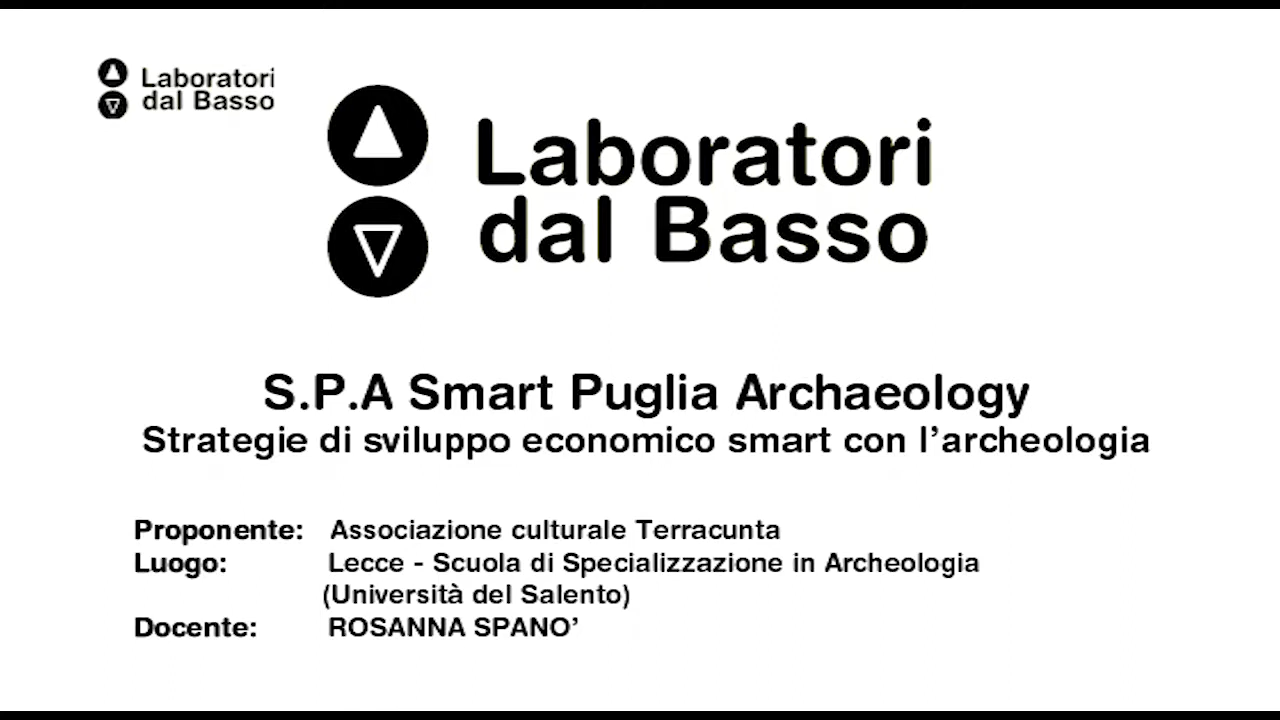 Laboratori
dal Basso
Laboratori
dal Basso
S.P.A Smart Puglia Archaeology
Strategie di sviluppo economico smart con l’archeologia
Proponente: Associazione culturale Terracunta
Luogo: Lecce - Scuola di Specializzazione in Archeologia
(Università del Salento)
Docente: ROSANNA SPANO’